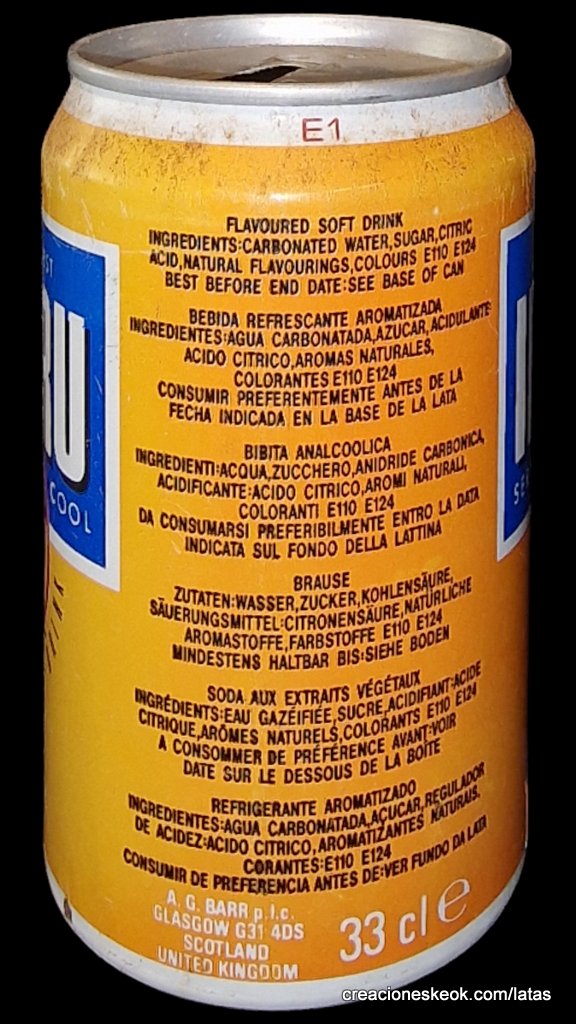 E1
FLAVOURED SOFT DRINK
INGREDIENTS:CARBONATED WATER,SUGAR,CITRIC
ACID,NATURAL FLAVOURINGS,COLOURS E110 E124
BEST BEFORE END DATE:SEE BASE OF CAN
BEBIDA REFRESCANTE AROMATIZADA
INGREDIENTES:AGUA CARBONATADA,AZUCAR,ACIDULANTE:
ACIDO CITRICO,AROMAS NATURALES,
COLORANTES E110 E124
CONSUMIR PREFERENTEMENTE ANTES DE LA
FECHA INDICADA EN LA BASE DE LA LATA
BIBITA ANALCOOLICA
INGREDIENTI:ACQUA,ZUCCHERO,ANIDRIDE CARBONICA,
ACIDIFICANTE:ACIDO CITRICO,AROMI NATURALI,
COLORANTI E110 E124
DA CONSUMARSI PREFERIBILMENTE ENTRO LA DATA
INDICATA SUL FONDO DELLA LATTINA
BRAUSE
ZUTATEN:WASSER,ZUCKER,KOHLENSÄURE,
SÄUERUNGSMITTEL:CITRONENSÄURE,NATÜRLICHE
AROMASTOFFE,FARBSTOFFE E110 E124
MINDESTENS HALTBAR BIS:SIEHE BODEN
SODA AUX EXTRAITS VÉGÉTAUX
INGRÉDIENTS:EAU GAZÉIFIÉE,SUCRE,ACIDIFIANT:ACIDE
CITRIQUE,ARÔMES NATURELS,COLORANTS E110 E124
A CONSOMMER DE PRÉFÉRENCE AVANT:VOIR
DATE SUR LE DESSOUS DE LA BOÎTE
REFRIGERANTE AROMATIZADO
INGREDIENTES:AGUA CARBONATADA,AÇUCAR,REGULADOR
DE ACIDEZ:ACIDO CITRICO,AROMATIZANTES NATURAIS.
CORANTES:E110 E124
CONSUMIR DE PREFERENCIA ANTES DE:VER FUNDO DA LATA
A. G. BARR p.l.c.
GLASGOW G31 4DS
SCOTLAND
UNITED KINGDOM
33 cl e
RU
COOL
creacioneskeok.com/latas